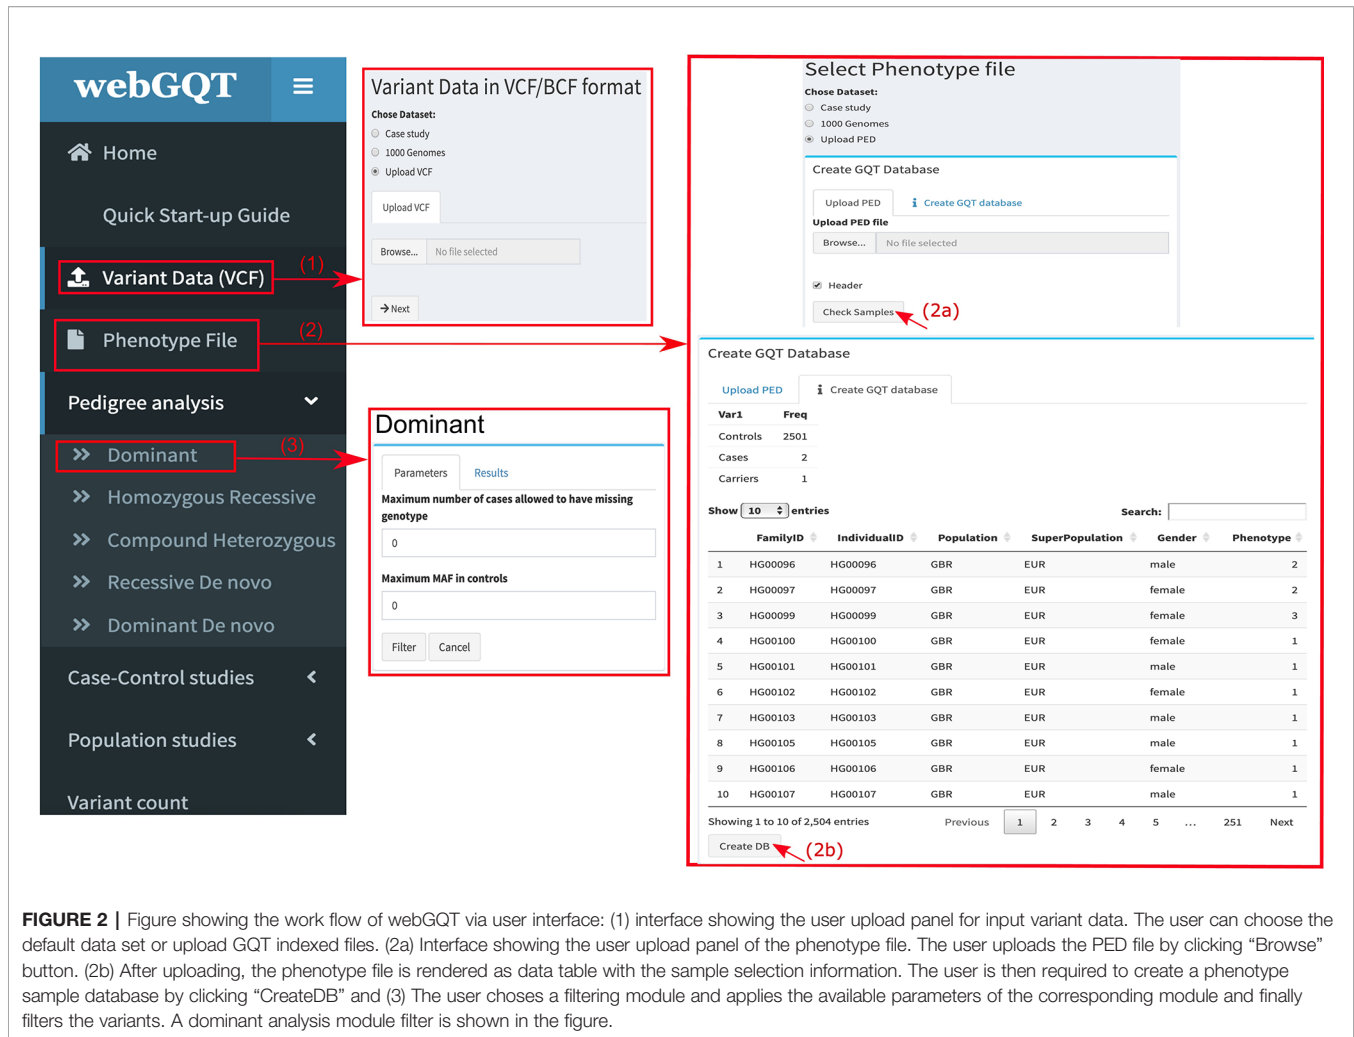 webGQT
Home
Quick Start-up Guide
Variant Data (VCF)
(1)
Phenotype File
(2)
Pedigree analysis
Dominant
(3)
Homozygous Recessive
Compound Heterozygous
Recessive De novo
Dominant De novo
Case-Control studies
Population studies
Variant count
Variant Data in VCF/BCF format
Chose Dataset:
Case study
1000 Genomes
Upload VCF
Upload VCF
Browse... No file selected
Next
Dominant
Parameters Results
Maximum number of cases allowed to have missing
genotype
0
Maximum MAF in controls
0
Filter Cancel
Select Phenotype file
Chose Dataset:
Case study
1000 Genomes
Upload PED
Create GQT Database
Upload PED i Create GQT database
Upload PED file
Browse... No file selected
Header
Check Samples (2a)
Create GQT Database
Upload PED i Create GQT database
Var1 Freq
Controls 2501
Cases 2
Carriers 1
Show 10 entries Search:
FamilyID IndividualID Population SuperPopulation Gender Phenotype
1 HG00096 HG00096 GBR EUR male 2
2 HG00097 HG00097 GBR EUR female 2
3 HG00099 HG00099 GBR EUR female 3
4 HG00100 HG00100 GBR EUR female 1
5 HG00101 HG00101 GBR EUR male 1
6 HG00102 HG00102 GBR EUR female 1
7 HG00103 HG00103 GBR EUR male 1
8 HG00105 HG00105 GBR EUR male 1
9 HG00106 HG00106 GBR EUR female 1
10 HG00107 HG00107 GBR EUR male 1
Showing 1 to 10 of 2,504 entries Previous 1 2 3 4 5 ... 251 Next
Create DB (2b)
FIGURE 2 | Figure showing the work flow of webGQT via user interface: (1) interface showing the user upload panel for input variant data. The user can choose the
default data set or upload GQT indexed files. (2a) Interface showing the user upload panel of the phenotype file. The user uploads the PED file by clicking “Browse”
button. (2b) After uploading, the phenotype file is rendered as data table with the sample selection information. The user is then required to create a phenotype
sample database by clicking “CreateDB” and (3) The user choses a filtering module and applies the available parameters of the corresponding module and finally
filters the variants. A dominant analysis module filter is shown in the figure.